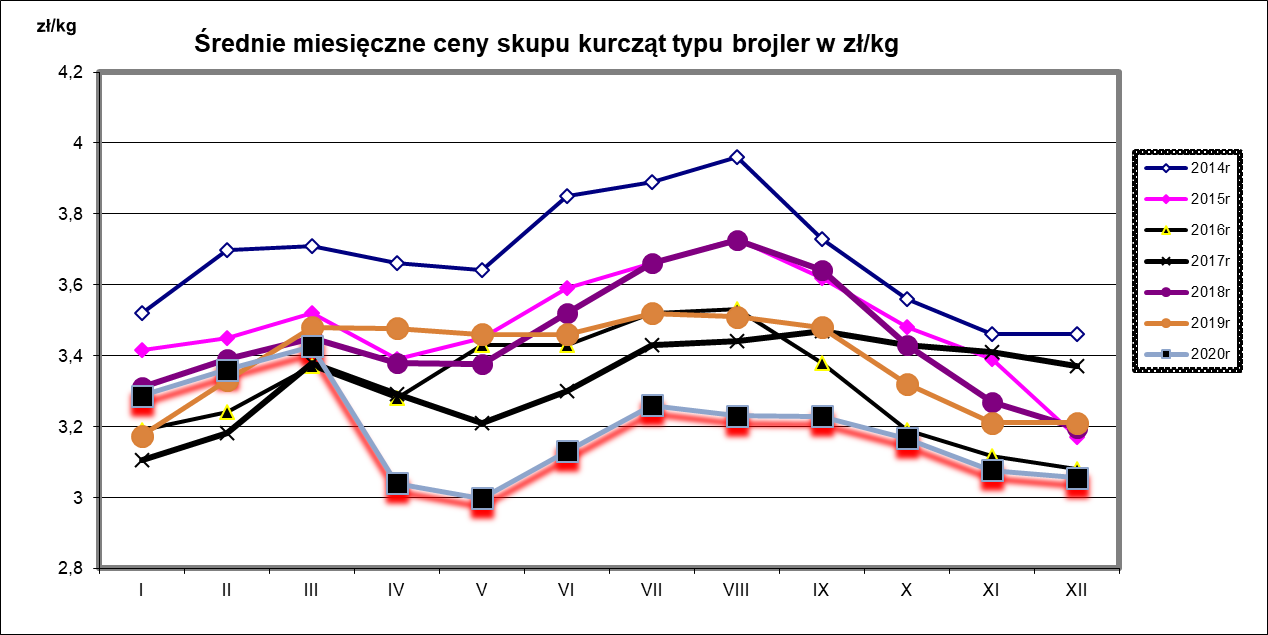 zł/kg
Średnie miesięczne ceny skupu kurcząt typu brojler w zł/kg
4,2
4
3,8
3,6
3,4
3,2
3
2,8
I II III IV V VI VII VIII IX X XI XII
2014r
2015r
2016r
2017r
2018r
2019r
2020r